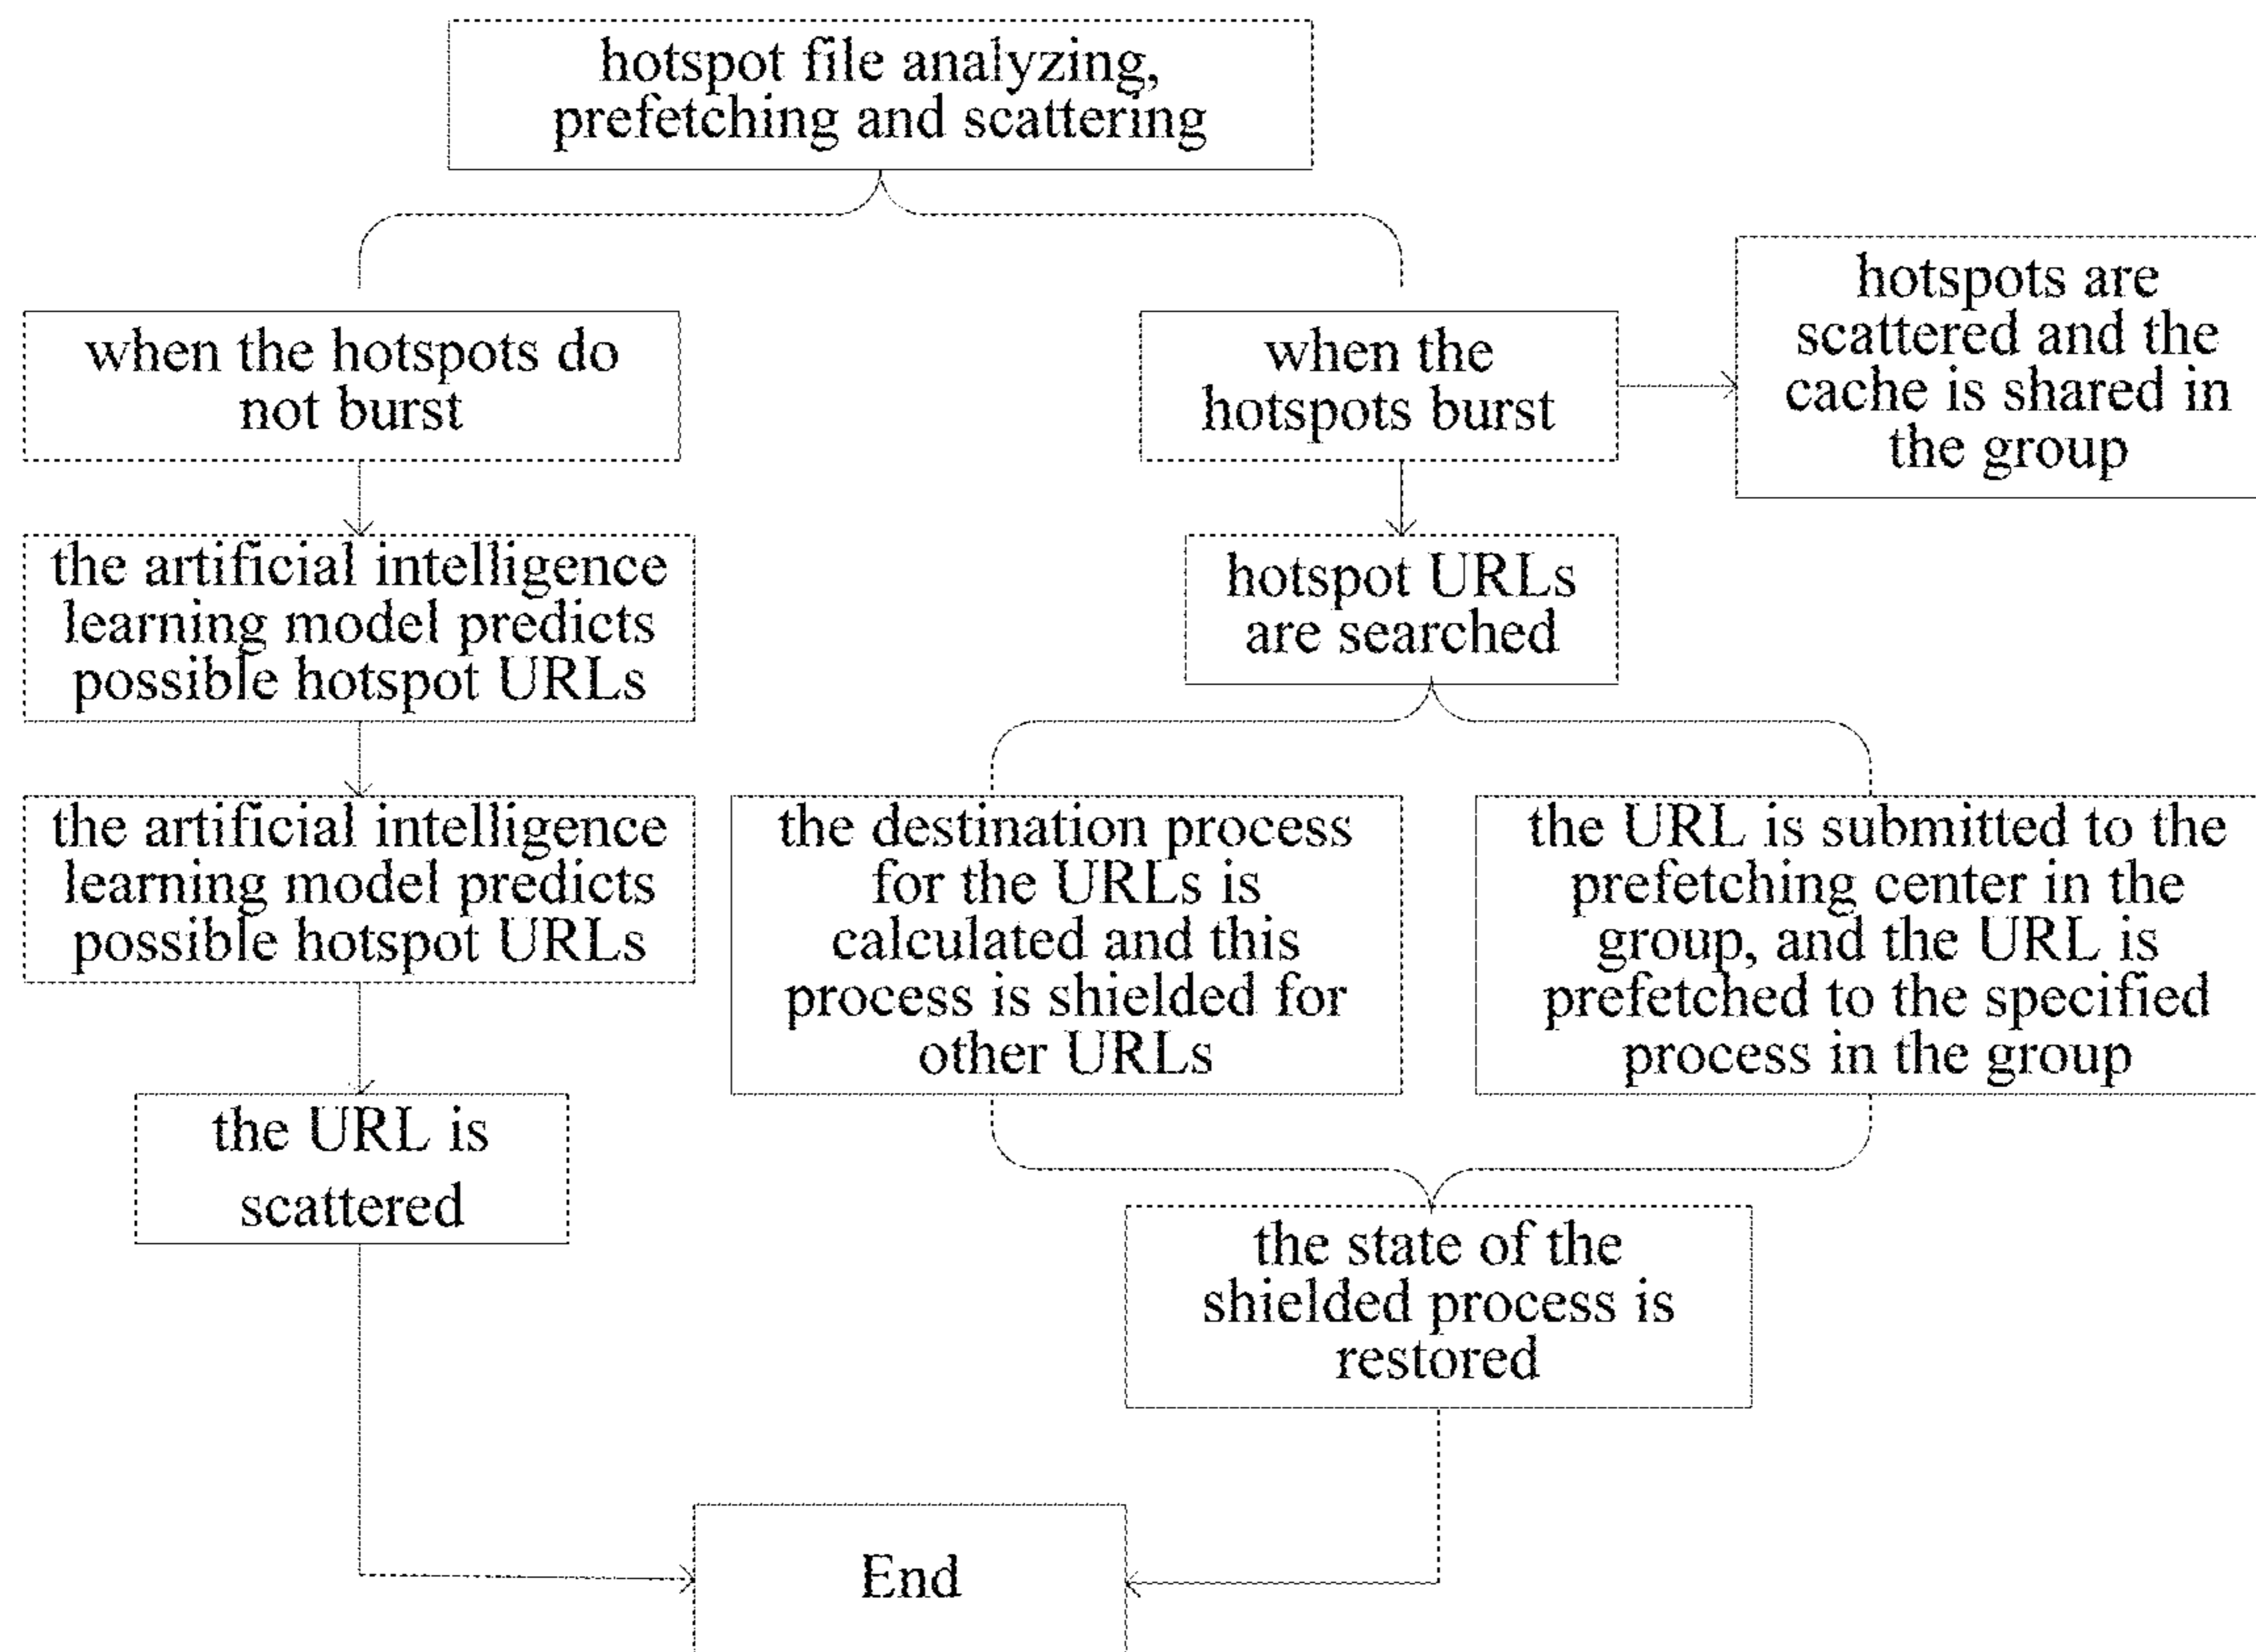 hotspot file analyzing,
prefetching and scattering
when the hotspots do
not burst
when the
hotspots burst
hotspots are
scattered and the
cache is shared in
the group
the artificial intelligence
learning model predicts
possible hotspot URLs
hotspot URLs
are searched
the artificial intelligence
learning model predicts
possible hotspot URLs
the destination process
for the URLs is
calculated and this
process is shielded for
other URLs
the URL is submitted to the
prefetching center in the
group, and the URL is
prefetched to the specified
process in the group
the URL is
scattered
the state of the
shielded process is
restored
End